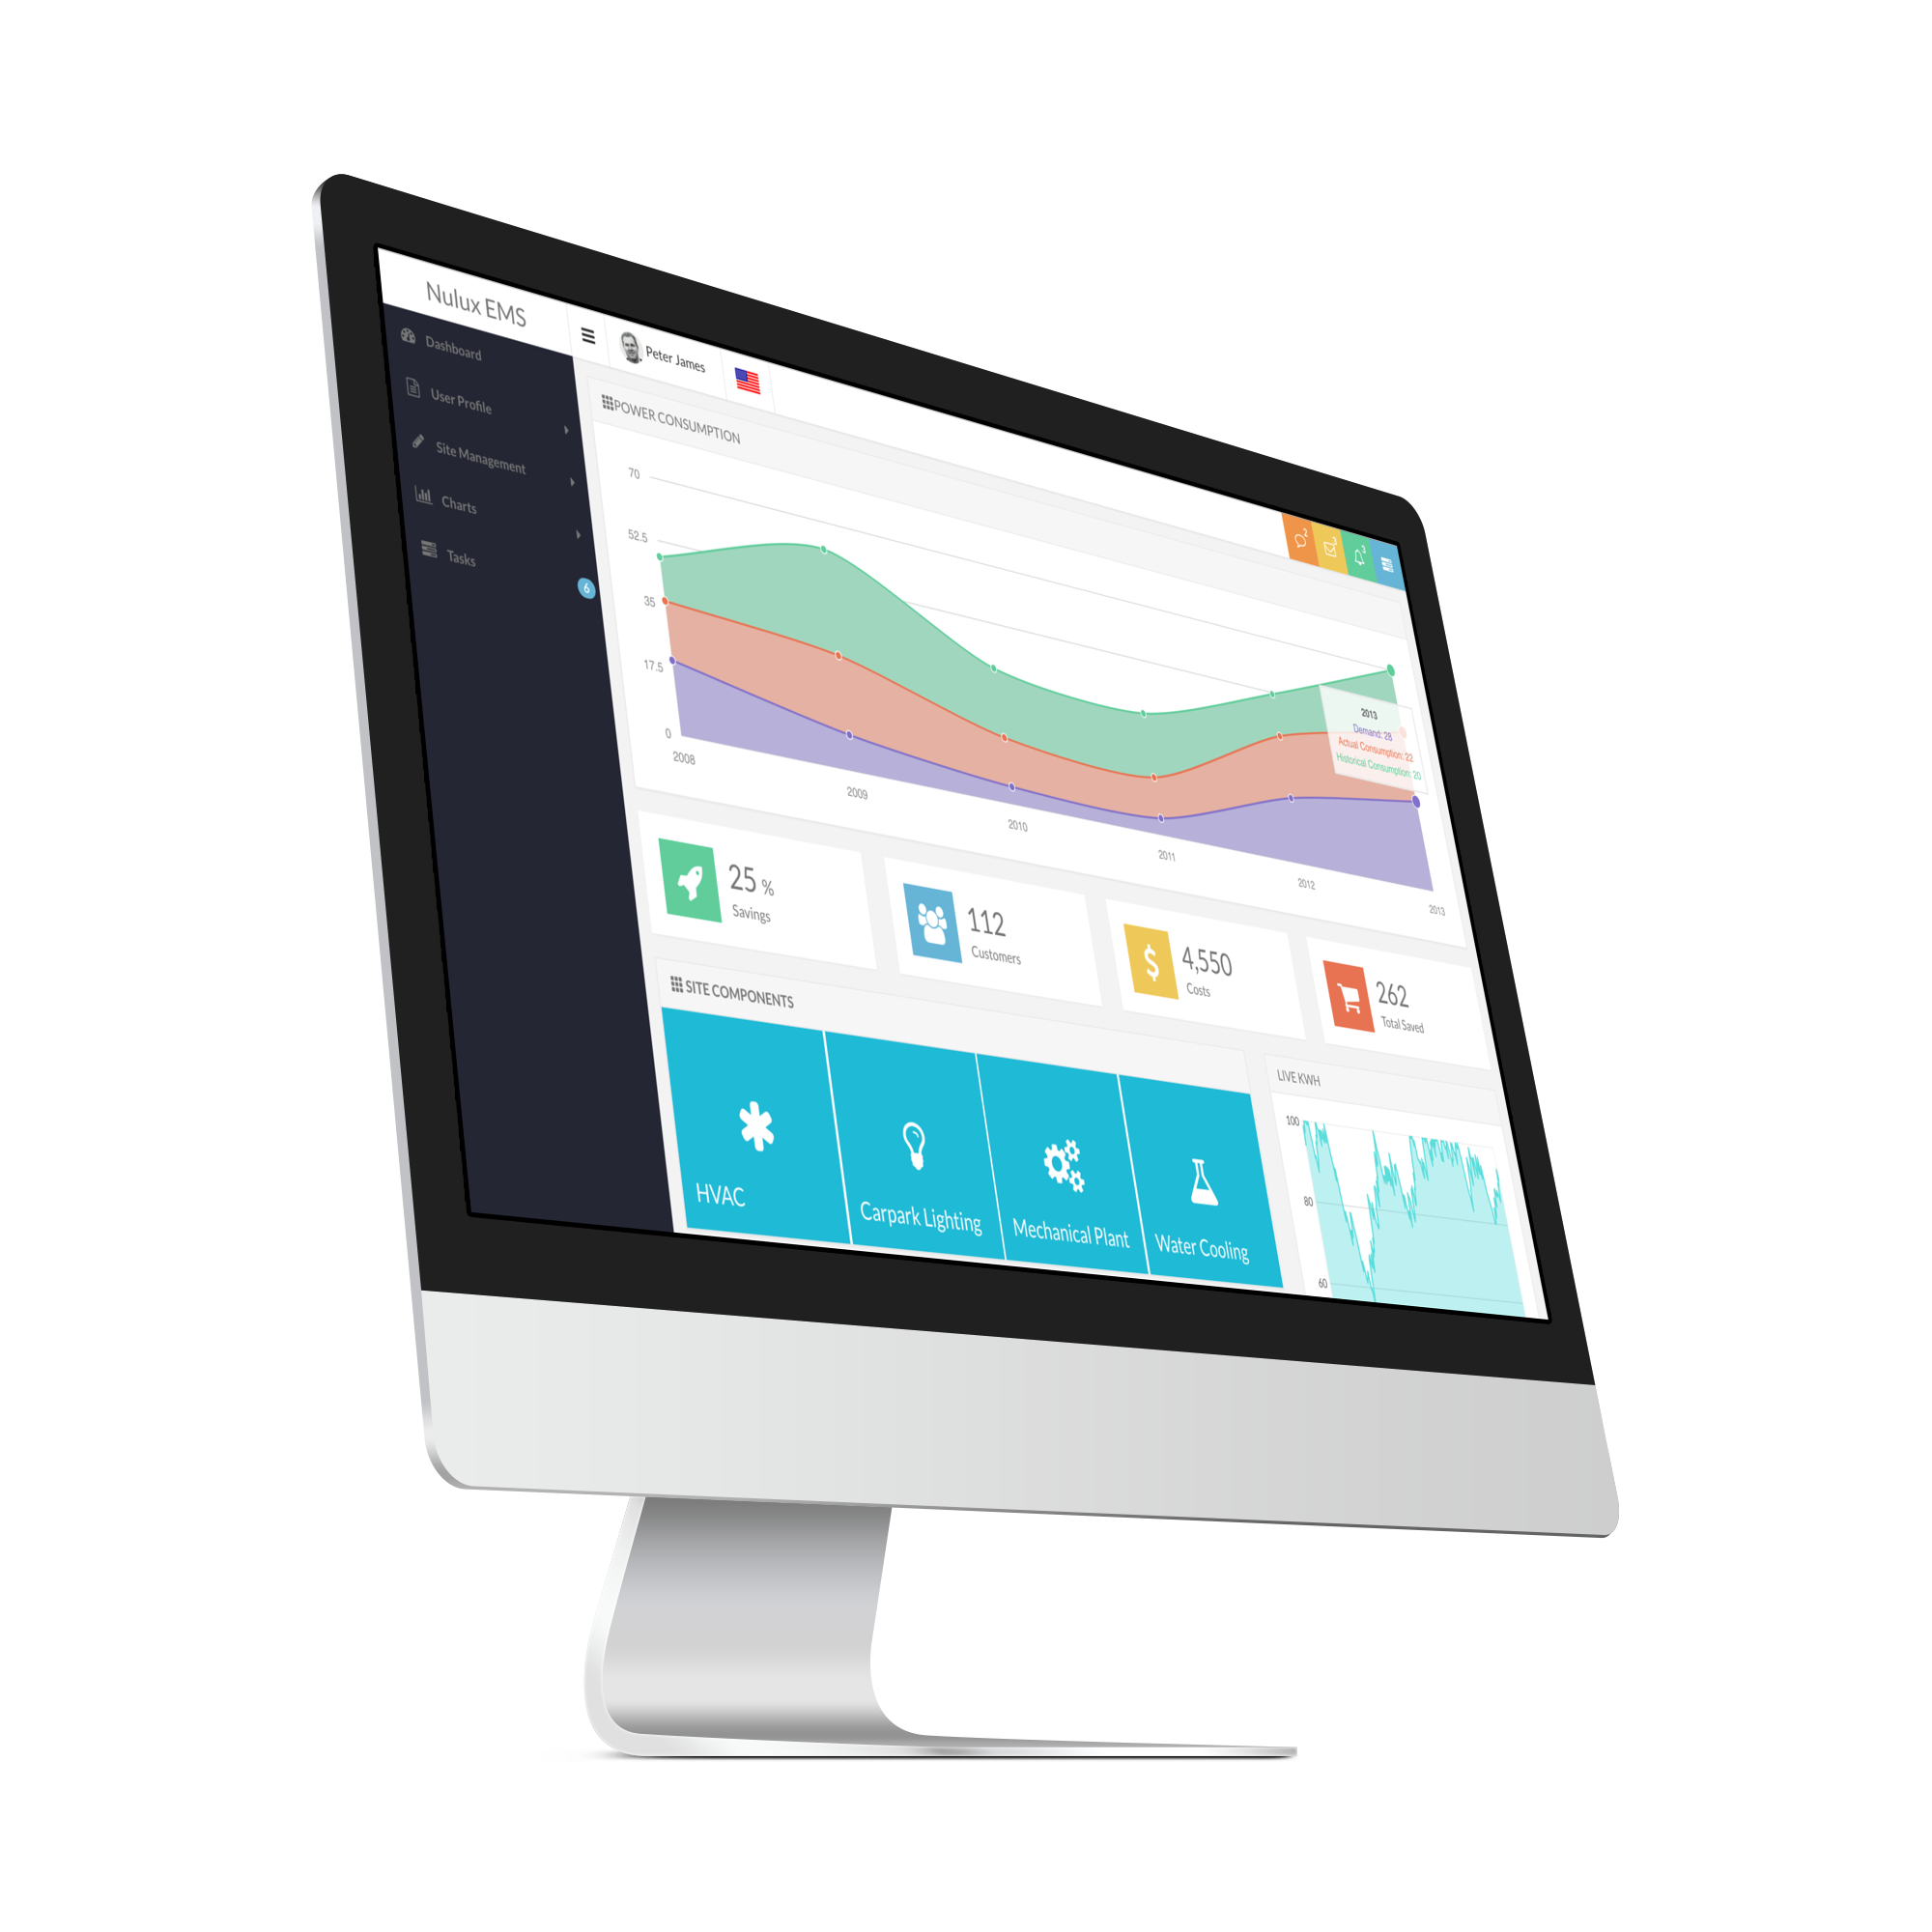 Nulux EMS
Peter James
2
3
3
Dashboard
User Profile
Site Management
Charts
Tasks
6
POWER CONSUMPTION
70
52.5
35
17.5
0
2008
2009
2010
2011
2012
2013
2013
Demand: 28
Actual Consumption: 22
Historical Consumption: 20
25 %
Savings
112
Customers
4,550
Costs
262
Total Saved
SITE COMPONENTS
HVAC
Carpark Lighting
Mechanical Plant
Water Cooling
LIVE KWH
100
80
60